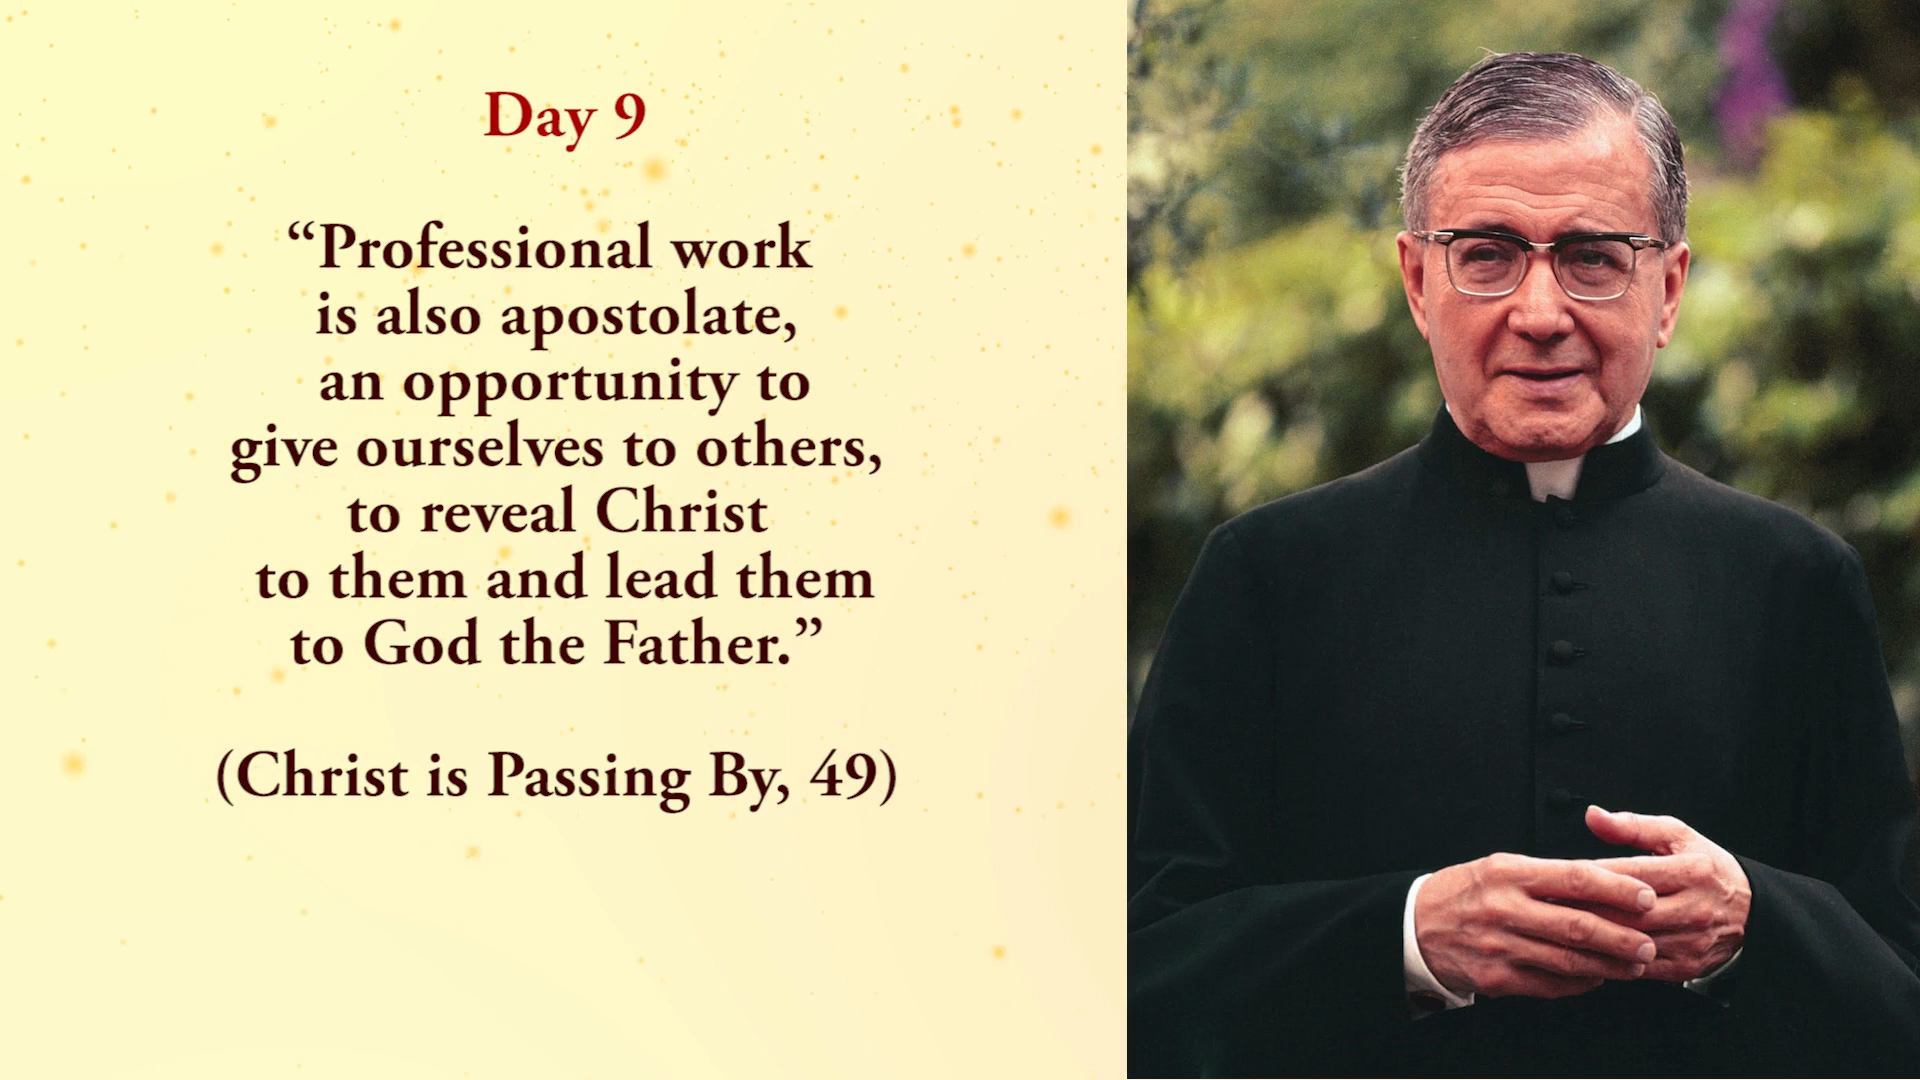 Day 9
“Professional work
is also apostolate,
an opportunity to
give ourselves to others,
to reveal Christ
to them and lead them
to God the Father.”
(Christ is Passing By, 49)